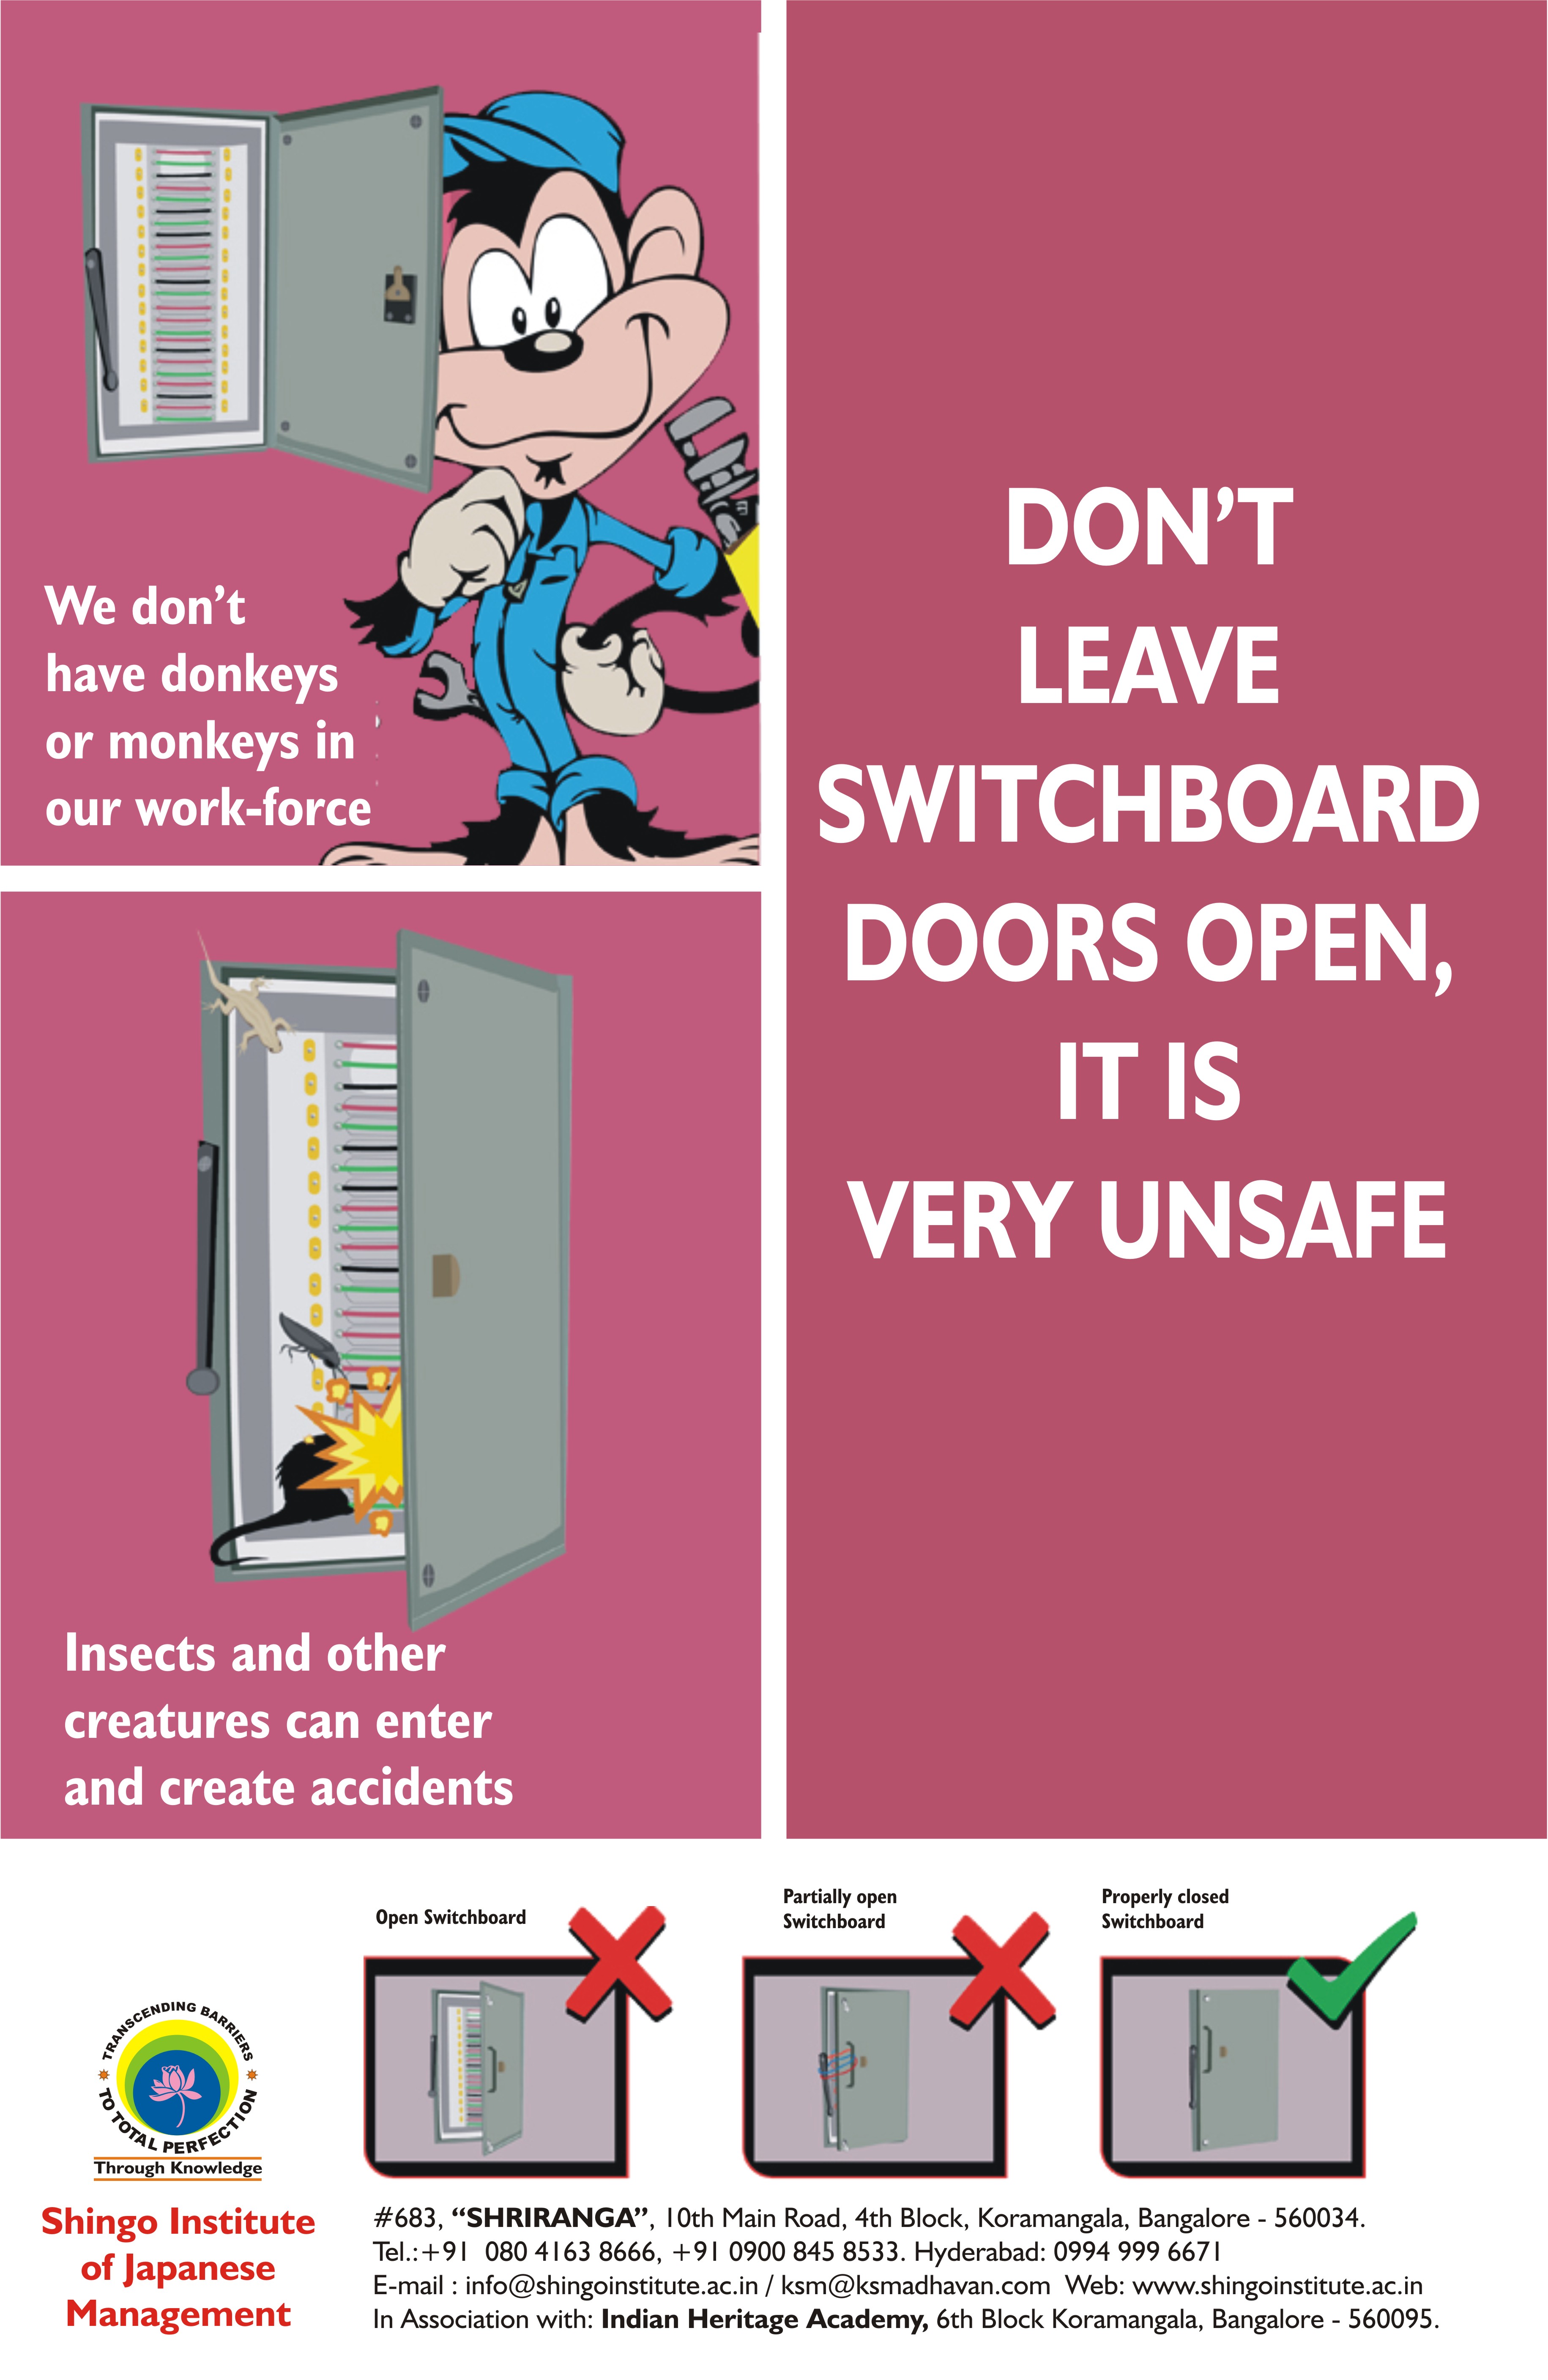 We don’t
have donkeys
or monkeys in
our work-force
DON’T
LEAVE
SWITCHBOARD
DOORS OPEN,
IT IS
VERY UNSAFE
Insects and other
creatures can enter
and create accidents
Open Switchboard
Partially open
Switchboard
Properly closed
Switchboard
TRANSCENDING BARRIERS
TO TOTAL PERFECTION
Through Knowledge
Shingo Institute
of Japanese
Management
#683, “SHRIRANGA”, 10th Main Road, 4th Block, Koramangala, Bangalore - 560034.
Tel.:+91 080 4163 8666, +91 0900 845 8533. Hyderabad: 0994 999 6671
E-mail : info@shingoinstitute.ac.in / ksm@ksmadhavan.com Web: www.shingoinstitute.ac.in
In Association with: Indian Heritage Academy, 6th Block Koramangala, Bangalore - 560095.